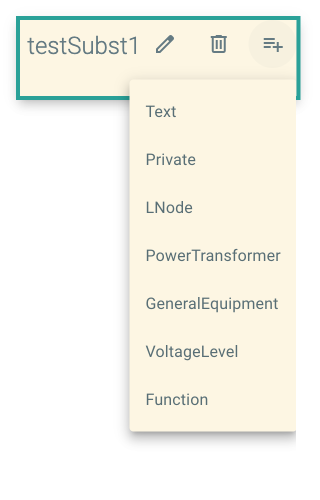 testSubst1
Text
Private
LNode
PowerTransformer
GeneralEquipment
VoltageLevel
Function